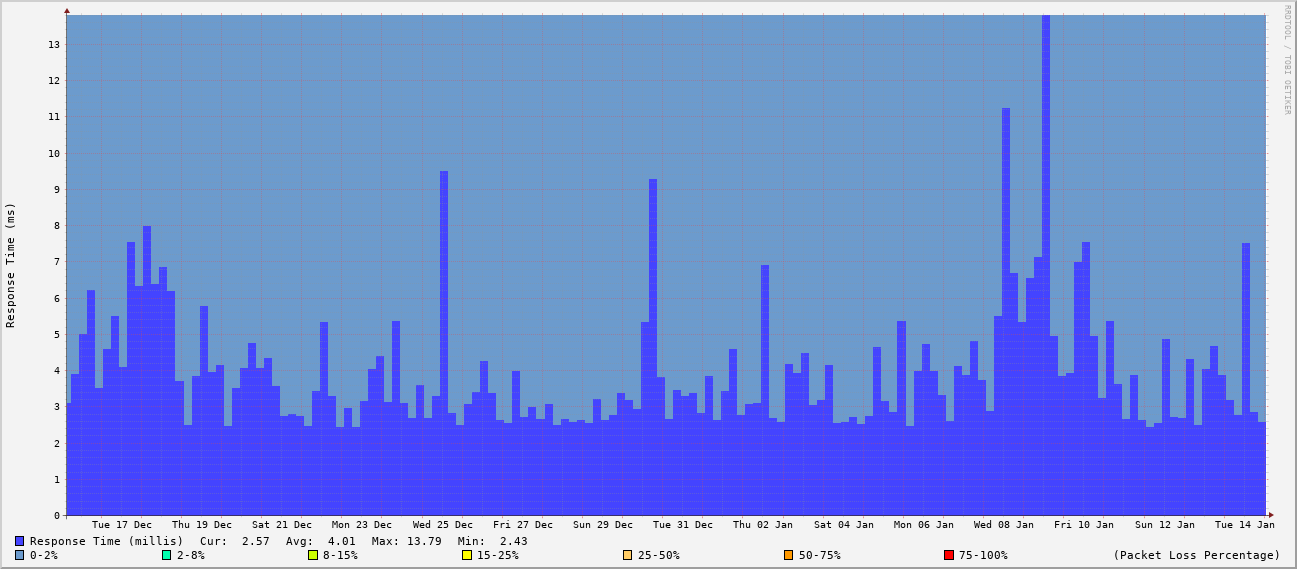 RRDTOOL / TOBI OETIKER
Response Time (ms)
13
12
11
10
9
8
7
6
5
4
3
2
1
0
Tue 17 Dec Thu 19 Dec Sat 21 Dec Mon 23 Dec Wed 25 Dec Fri 27 Dec Sun 29 Dec Tue 31 Dec Thu 02 Jan Sat 04 Jan Mon 06 Jan Wed 08 Jan Fri 10 Jan Sun 12 Jan Tue 14 Jan
Response Time (millis) Cur: 2.57 Avg: 4.01 Max: 13.79 Min: 2.43
0-2% 2-8% 8-15% 15-25% 25-50% 50-75% 75-100% (Packet Loss Percentage)